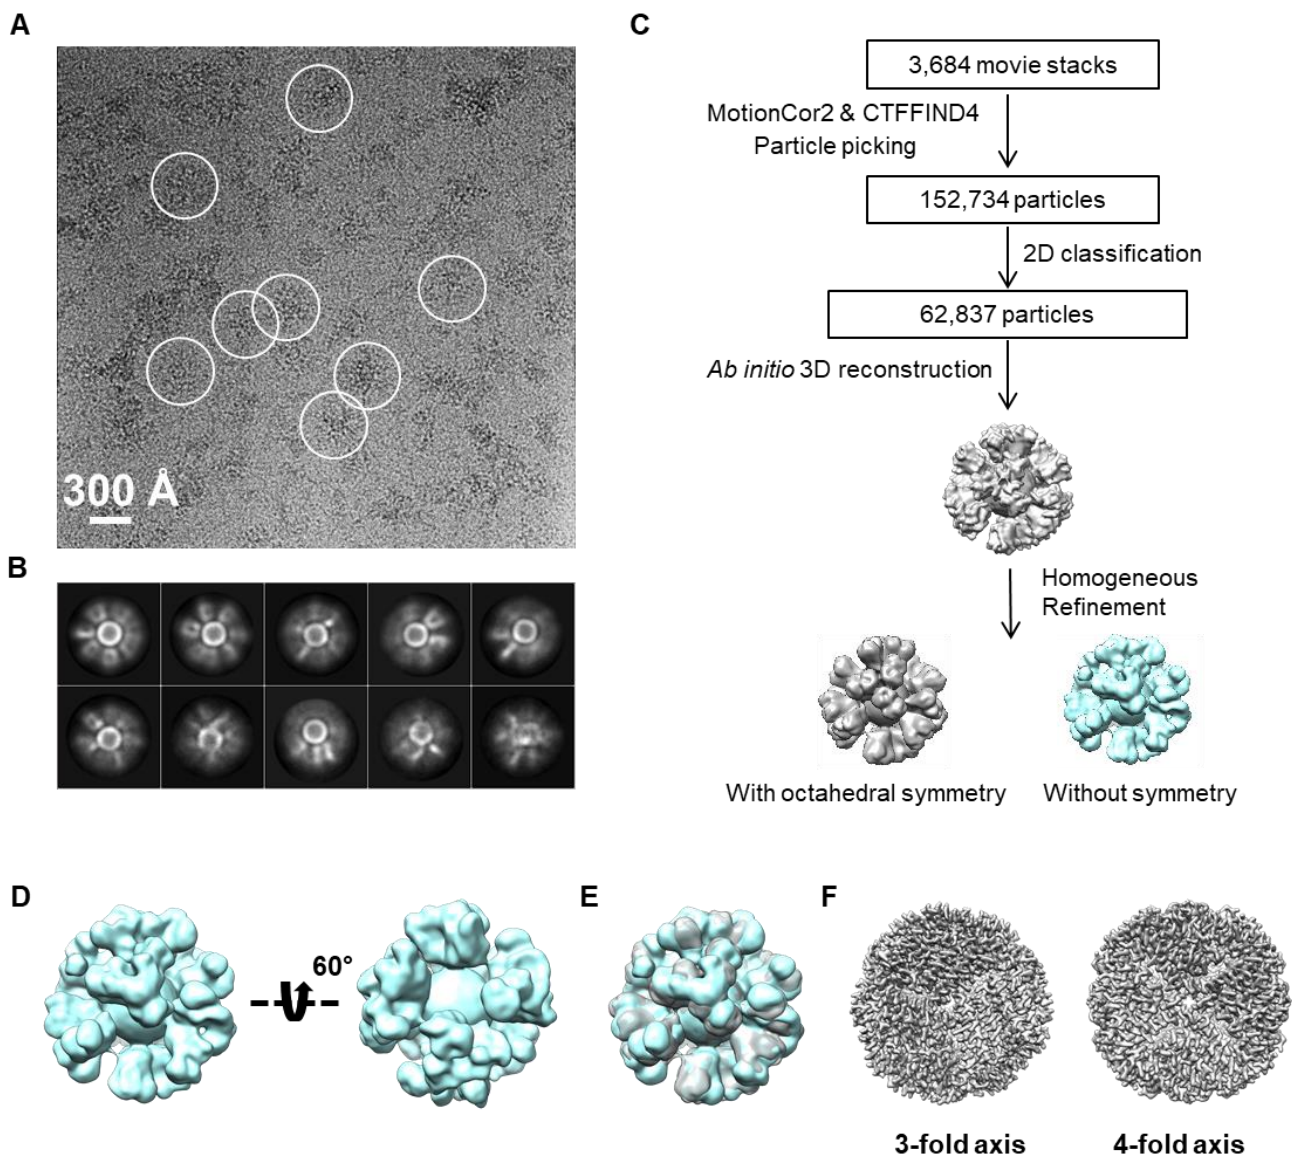 A
300 Å
B
C
3,684 movie stacks
MotionCor2 & CTFFIND4
Particle picking
152,734 particles
2D classification
62,837 particles
Ab initio 3D reconstruction
Homogeneous
Refinement
With octahedral symmetry
Without symmetry
D
60°
E
F
3-fold axis
4-fold axis